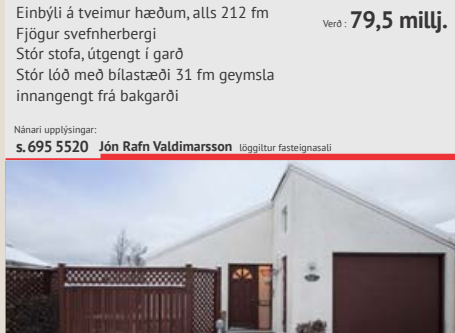 Einbýli á tveimur hæðum, alls 212 fm
Fjögur svefnherbergi
Stór stofa, útgengt í garð
Stór lóð með bílastæði 31 fm geymsla
innangengt frá bakgarði
Verð: 79,5 millj.
Nánari upplýsingar:
s. 695 5520 Jón Rafn Valdimarsson löggiltur fasteignasali